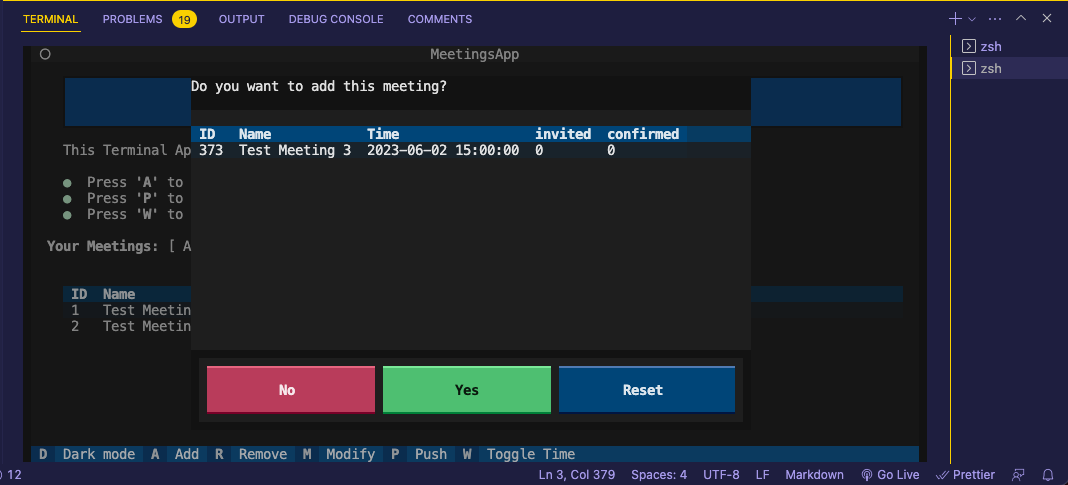 TERMINAL PROBLEMS 19 OUTPUT DEBUG CONSOLE COMMENTS
zsh
zsh
MeetingsApp
Do you want to add this meeting?
ID Name Time invited confirmed
373 Test Meeting 3 2023-06-02 15:00:00 0 0
This Terminal Ap
Press 'A' to
Press 'P' to
Press 'W' to
Your Meetings: [ A
ID Name
1 Test Meetin
2 Test Meetin
No Yes Reset
D Dark mode A Add R Remove M Modify P Push W Toggle Time
12 Ln 3, Col 379 Spaces: 4 UTF-8 LF Markdown Go Live Prettier